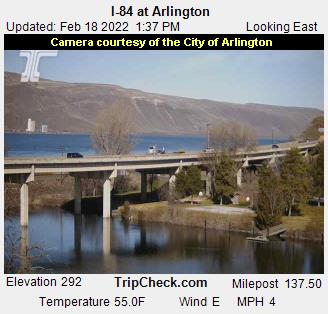 I-84 at Arlington
Updated: Feb 18 2022 1:37 PM Looking East
Camera courtesy of the City of Arlington
Elevation 292 TripCheck.com Milepost 137.50
Temperature 55.0F Wind E MPH 4